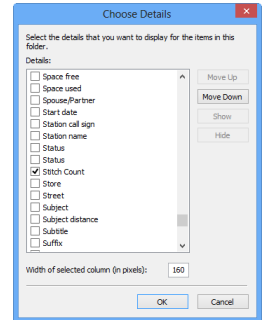 Choose Details
Select the details that you want to display for the items in this
folder.
Details:
Space free
Space used
Spouse/Partner
Start date
Station call sign
Station name
Status
Status
Stitch Count
Store
Street
Subject
Subject distance
Subtitle
Suffix
Move Up
Move Down
Show
Hide
Width of selected column (in pixels): 160
OK Cancel